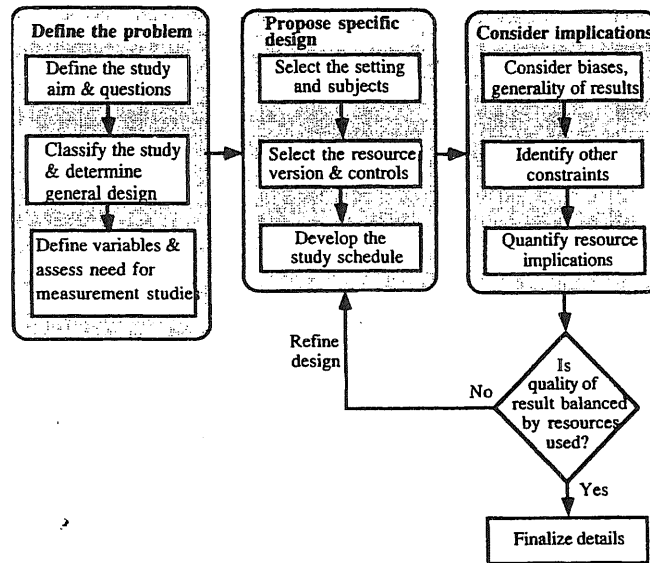 Define the problem
Define the study
aim & questions
Classify the study
& determine
general design
Define variables &
assess need for
measurement studies
Propose specific
design
Select the setting
and subjects
Select the resource
version & controls
Develop the
study schedule
Consider implications
Consider biases,
generality of results
Identify other
constraints
Quantify resource
implications
Refine
design
No
Is
quality of
result balanced
by resources
used?
Yes
Finalize details